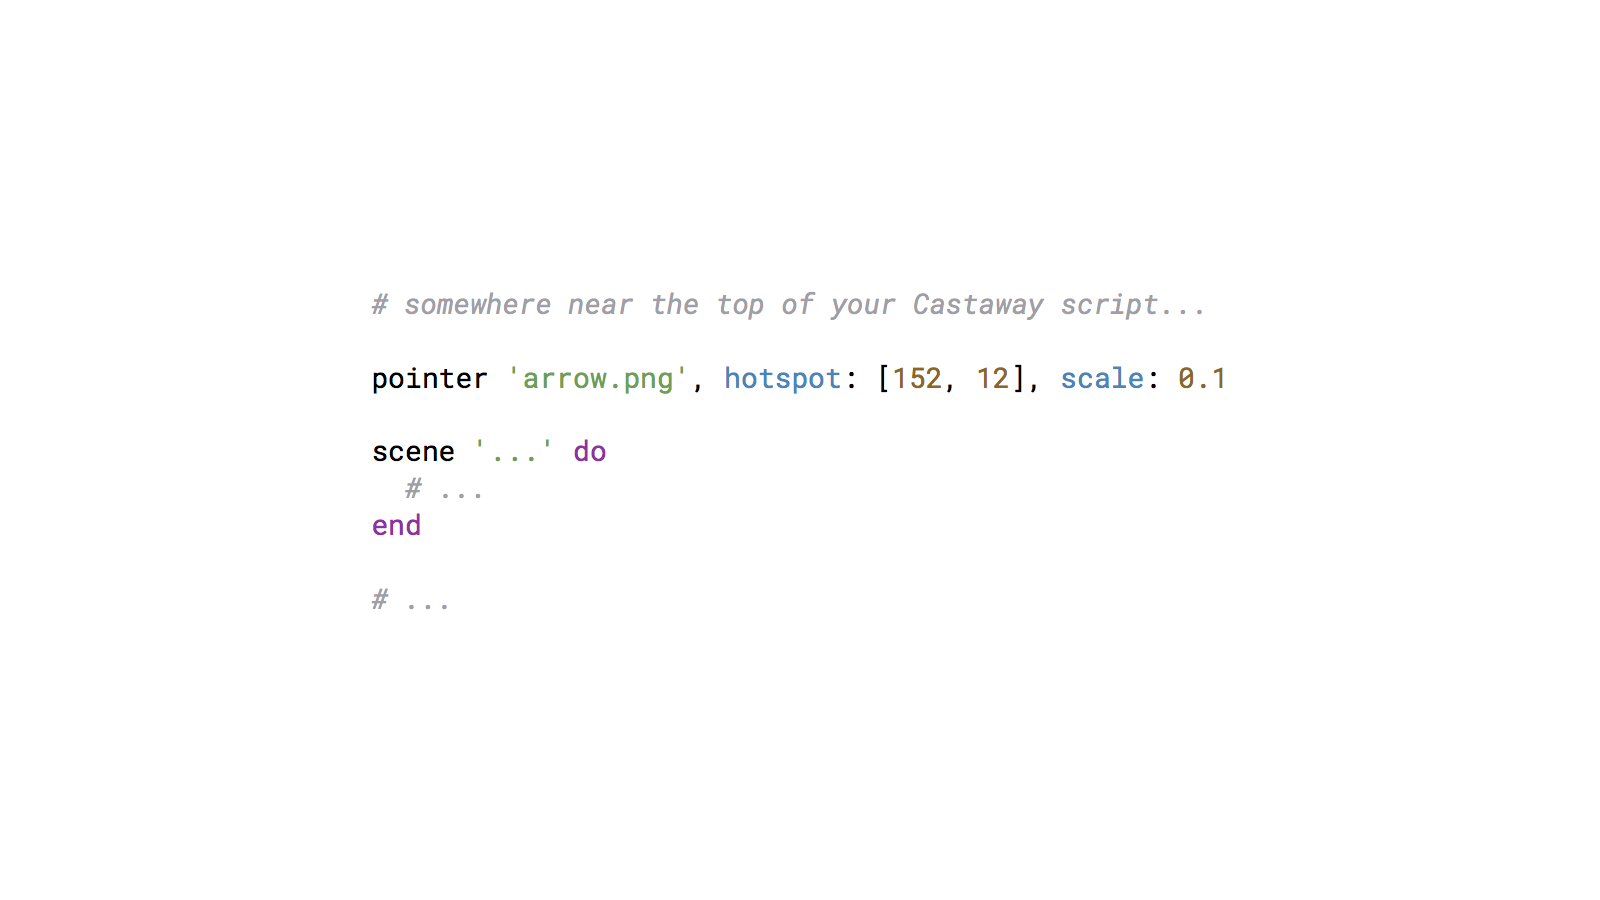 # somewhere near the top of your Castaway script...
pointer 'arrow.png', hotspot: [152, 12], scale: 0.1
scene '...' do
# ...
end
# ...